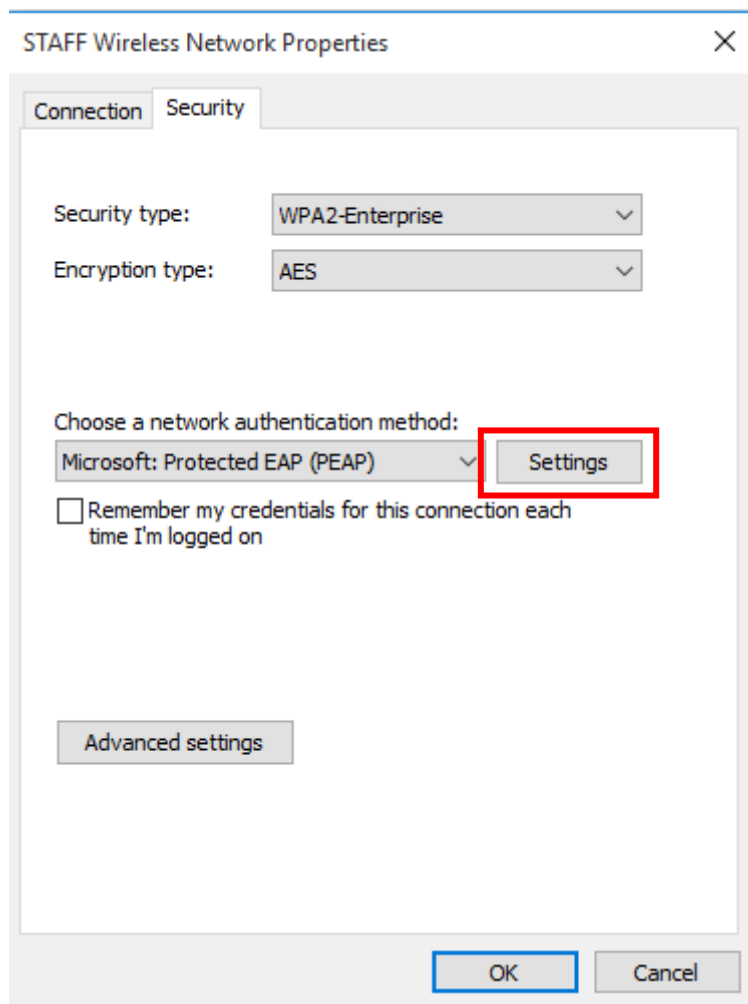 STAFF Wireless Network Properties
Connection Security
Security type: WPA2-Enterprise
Encryption type: AES
Choose a network authentication method:
Microsoft: Protected EAP (PEAP) Settings
Remember my credentials for this connection each
time I'm logged on
Advanced settings
OK Cancel